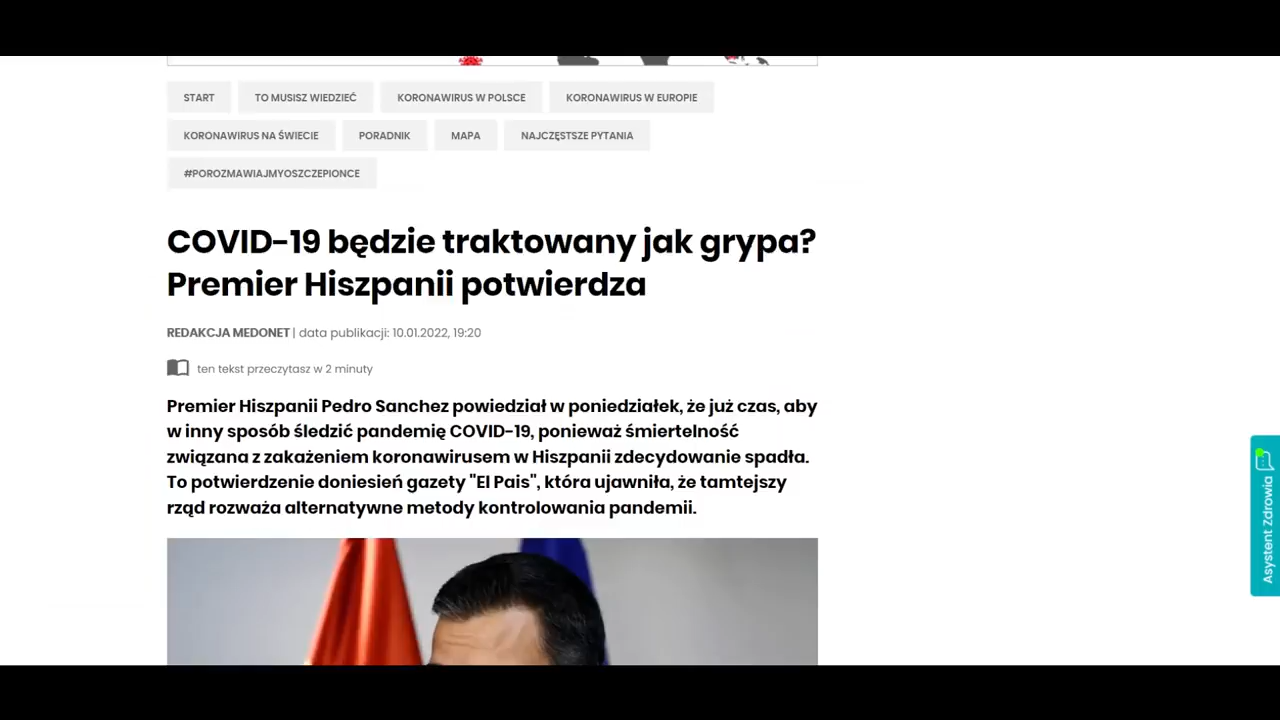 START TO MUSISZ WIEDZIEĆ KORONAWIRUS W POLSCE KORONAWIRUS W EUROPIE
KORONAWIRUS NA ŚWIECIE PORADNIK MAPA NAJCZĘSTSZE PYTANIA
#POROZMAWIAJMYOSZCZEPIONCE
COVID-19 będzie traktowany jak grypa?
Premier Hiszpanii potwierdza
REDAKCJA MEDONET | data publikacji: 10.01.2022, 19:20
ten tekst przeczytasz w 2 minuty
Premier Hiszpanii Pedro Sanchez powiedział w poniedziałek, że już czas, aby
w inny sposób śledzić pandemię COVID-19, ponieważ śmiertelność
związana z zakażeniem koronawirusem w Hiszpanii zdecydowanie spadła.
To potwierdzenie doniesień gazety "El Pais", która ujawniła, że tamtejszy
rząd rozważa alternatywne metody kontrolowania pandemii.
Asystent Zdrowia